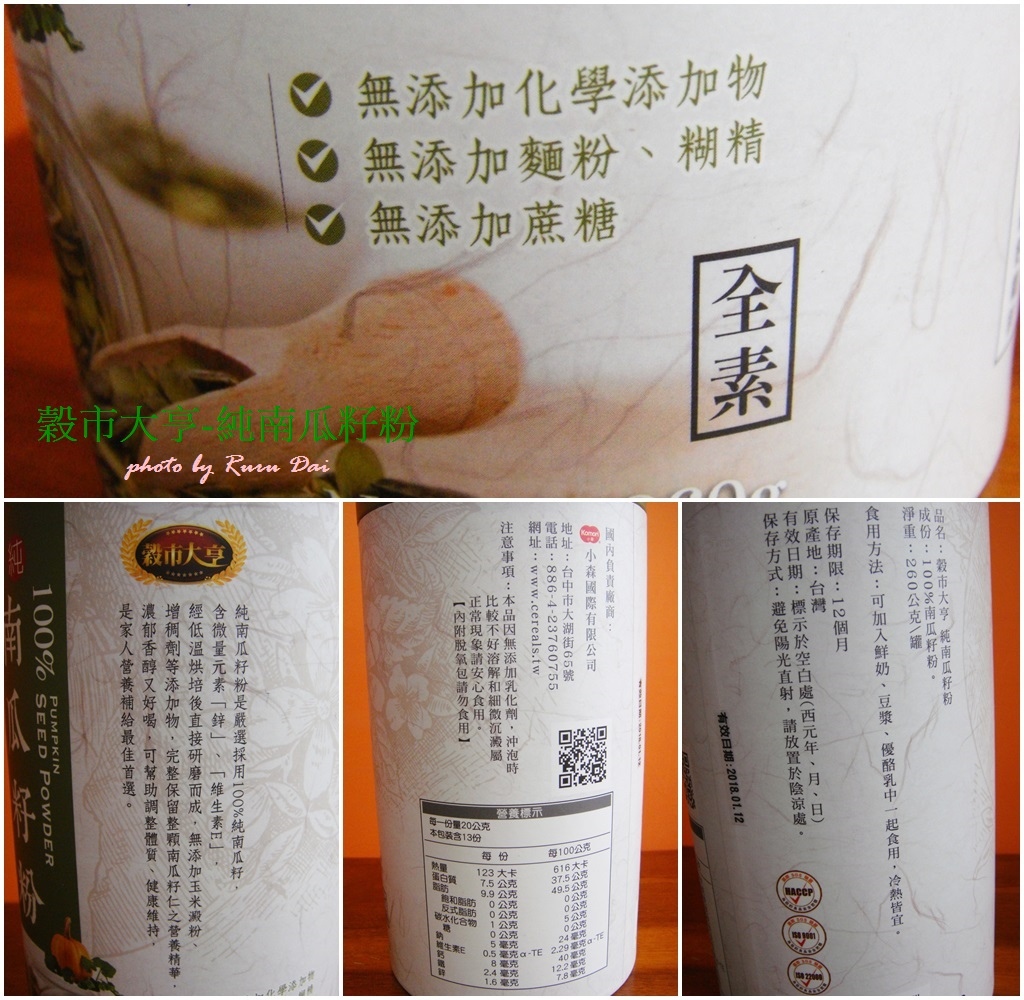 無添加化學添加物
無添加麵粉、糊精
無添加蔗糖
全素
穀市大亨-純南瓜籽粉
photo by Ruru Dai
純南瓜籽粉
100% PUMPKIN SEED POWDER
穀市大亨
純南瓜籽粉是嚴選採用100%純南瓜籽,
含微量元素「鋅」、「維生素E」,
經低溫烘培後直接研磨而成,無添加玉米澱粉、
增稠劑等添加物,完整保留整顆南瓜籽仁之營養精華,
濃郁香醇又好喝,可幫助調整體質、健康維持,
是家人營養補給最佳首選。
國內負責廠商:
Komori
小森國際有限公司
地址:台中市大湖街65號
電話:886-4-23760755
網址:www.cereals.tw
注意事項:本品因無添加乳化劑,沖泡時
比較不好溶解和細微沉澱屬
正常現象請安心食用。
【內附脱氧包請勿食用】
營養標示
每一份量20公克
本包裝含13份
每份 每100公克
熱量 123 大卡 616 大卡
蛋白質 7.5 公克 37.5 公克
脂肪 9.9 公克 49.5 公克
飽和脂肪 0 公克 0 公克
反式脂肪 0 公克 0 公克
碳水化合物 1 公克 5 公克
糖 0 公克 0 公克
鈉 5 毫克 24 毫克
維生素E 0.5 毫克α-TE 2.29 毫克α-TE
鈣 8 毫克 40 毫克
鐵 2.4 毫克 12.2 毫克
鋅 1.6 毫克 7.8 毫克
品名:穀市大亨 純南瓜籽粉
成份:100%南瓜籽粉。
淨重:260公克/罐
食用方法:可加入鮮奶、豆漿、優酪乳中一起食用,冷熱皆宜。
保存期限:12個月
原產地:台灣
有效日期:標示於空白處(西元年、月、日)
保存方式:避免陽光直射,請放置於陰涼處。
有效日期:2018.01.12
HACCP
ISO 9001
ISO 22000